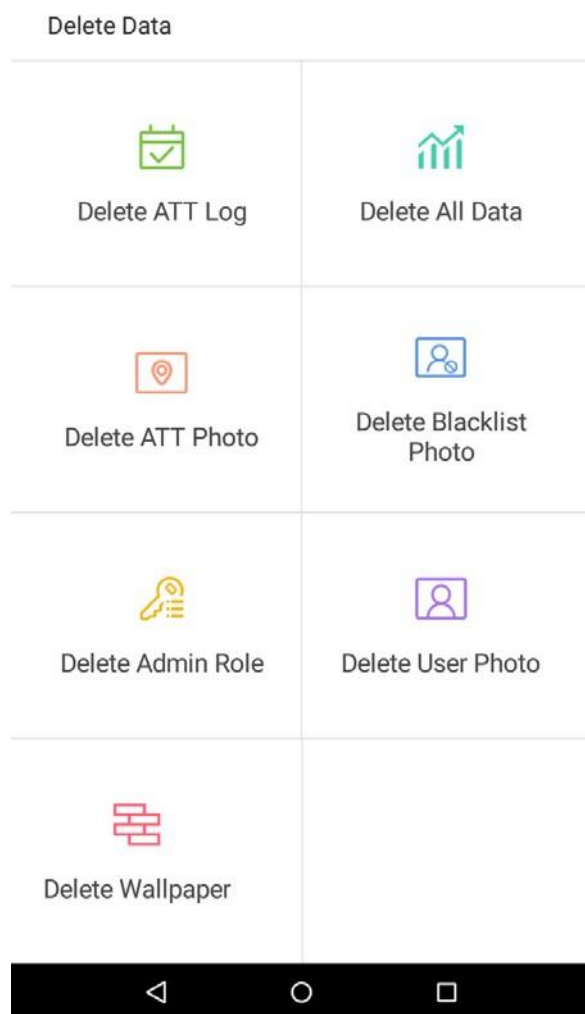 Delete Data
Delete ATT Log
Delete All Data
Delete ATT Photo
Delete Blacklist
Photo
Delete Admin Role
Delete User Photo
Delete Wallpaper